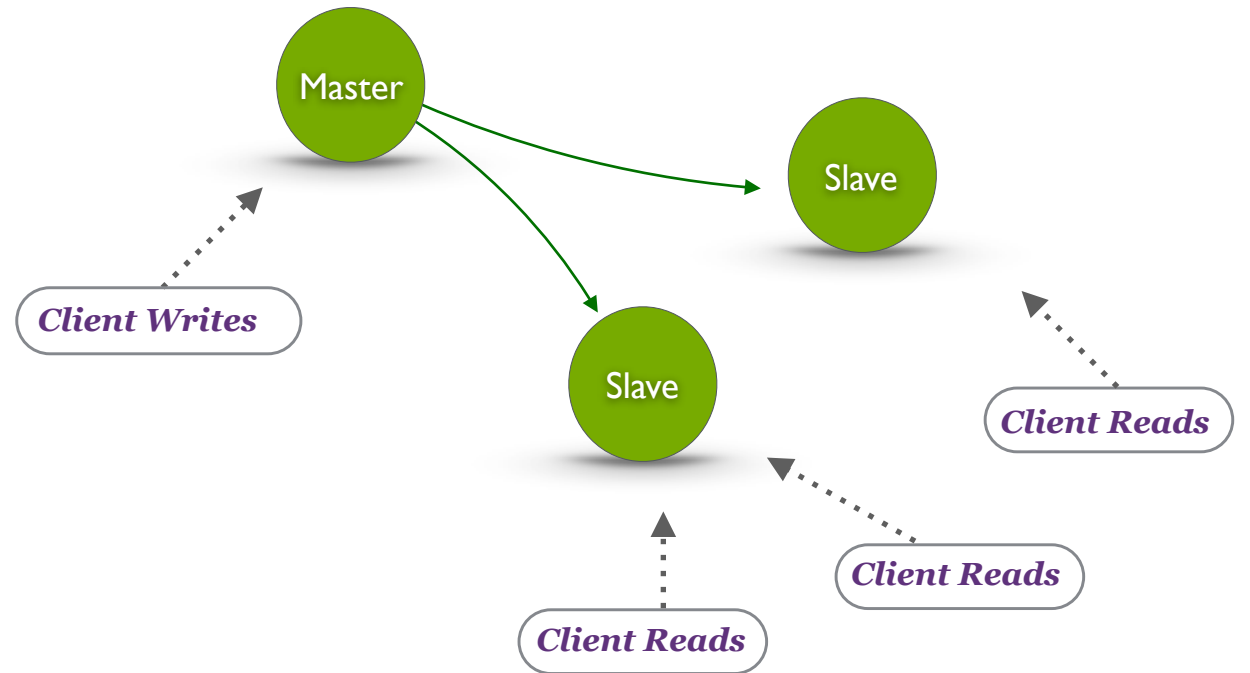 Master
Slave
Client Writes
Slave
Client Reads
Client Reads
Client Reads